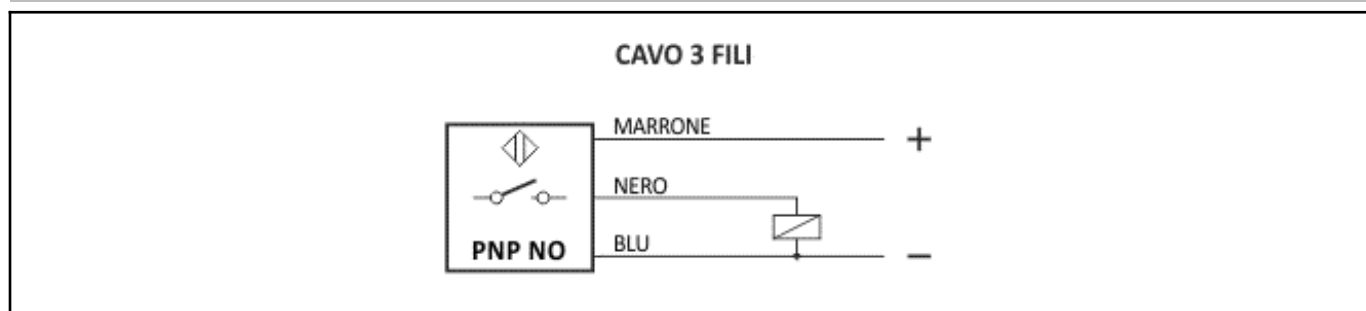 CAVO 3 FILI
MARRONE
+
NERO
BLU
PNP NO
−